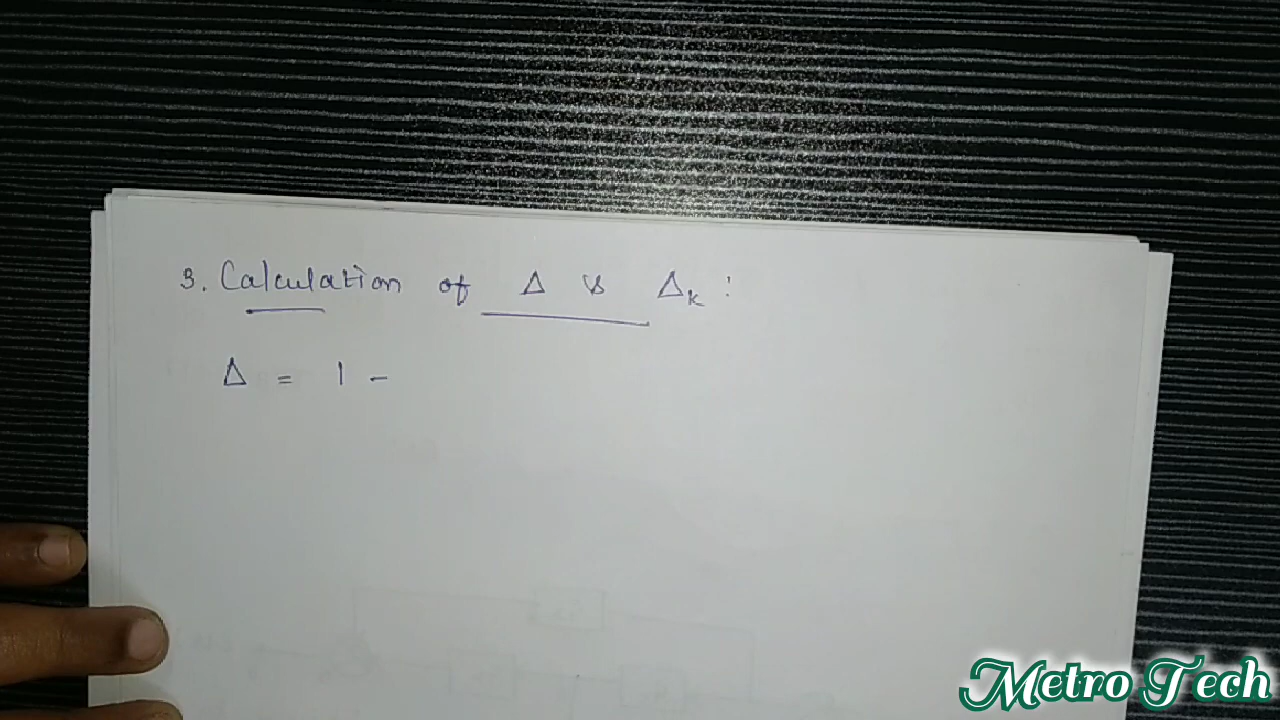 3. Calculation of Δ & Δk :
Δ = 1 -
Metro Tech